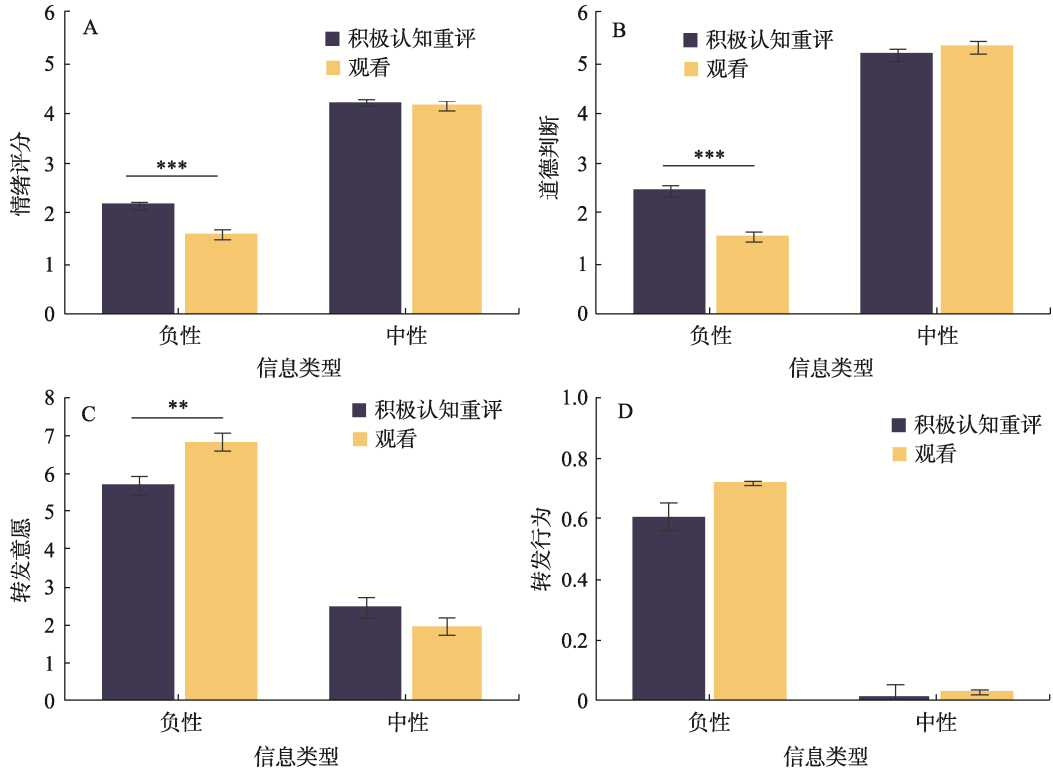 A
积极认知重评
观看
6
5
4
3
2
1
0
情绪评分
***
负性
中性
信息类型
B
积极认知重评
观看
6
5
4
3
2
1
0
道德判断
***
负性
中性
信息类型
C
积极认知重评
观看
8
7
6
5
4
3
2
1
0
转发意愿
**
负性
中性
信息类型
D
积极认知重评
观看
1.0
0.8
0.6
0.4
0.2
0
转发行为
负性
中性
信息类型